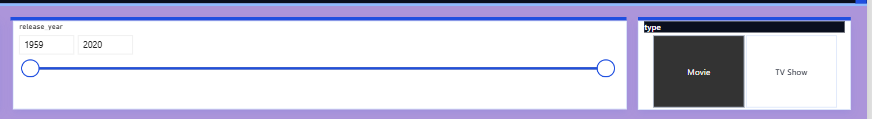 release_year
1959
2020
type
Movie
TV Show